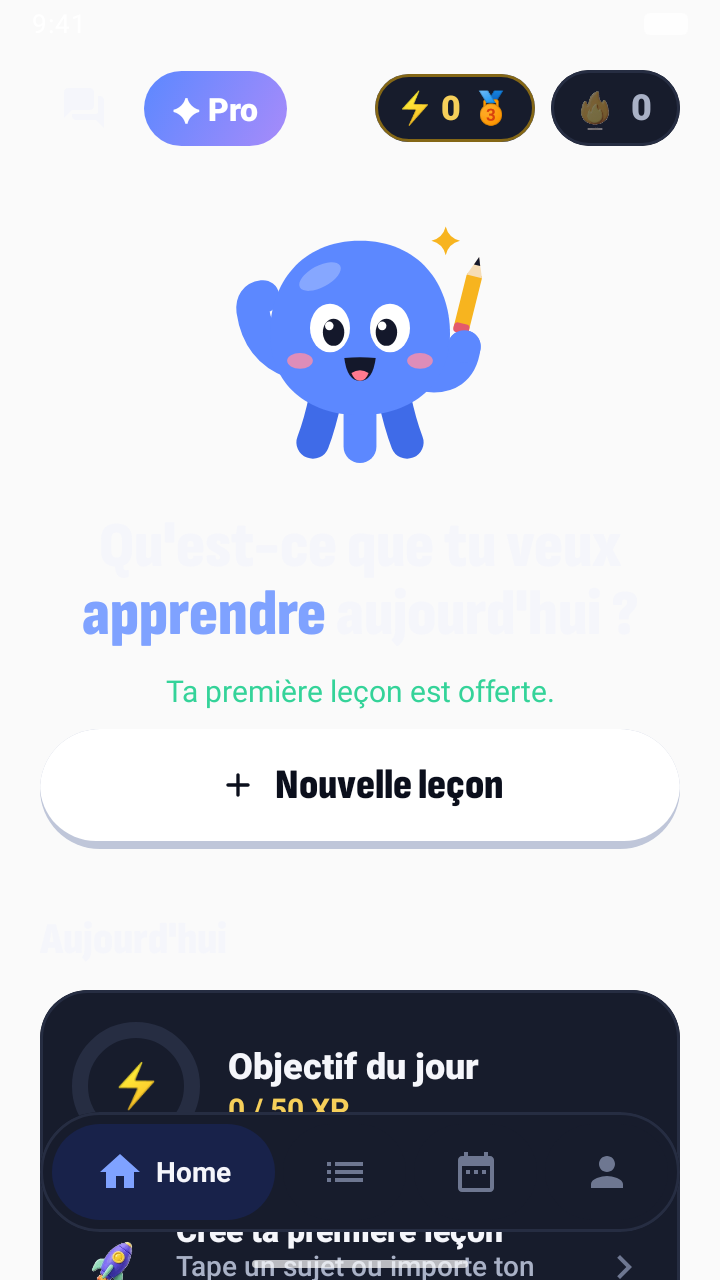 9:41
Pro
0
0
Qu'est-ce que tu veux
apprendre aujourd'hui ?
Ta première leçon est offerte.
+ Nouvelle leçon
Aujourd'hui
Objectif du jour
0 / 50 XP
Home
Crée ta première leçon
Tape un sujet ou importe ton